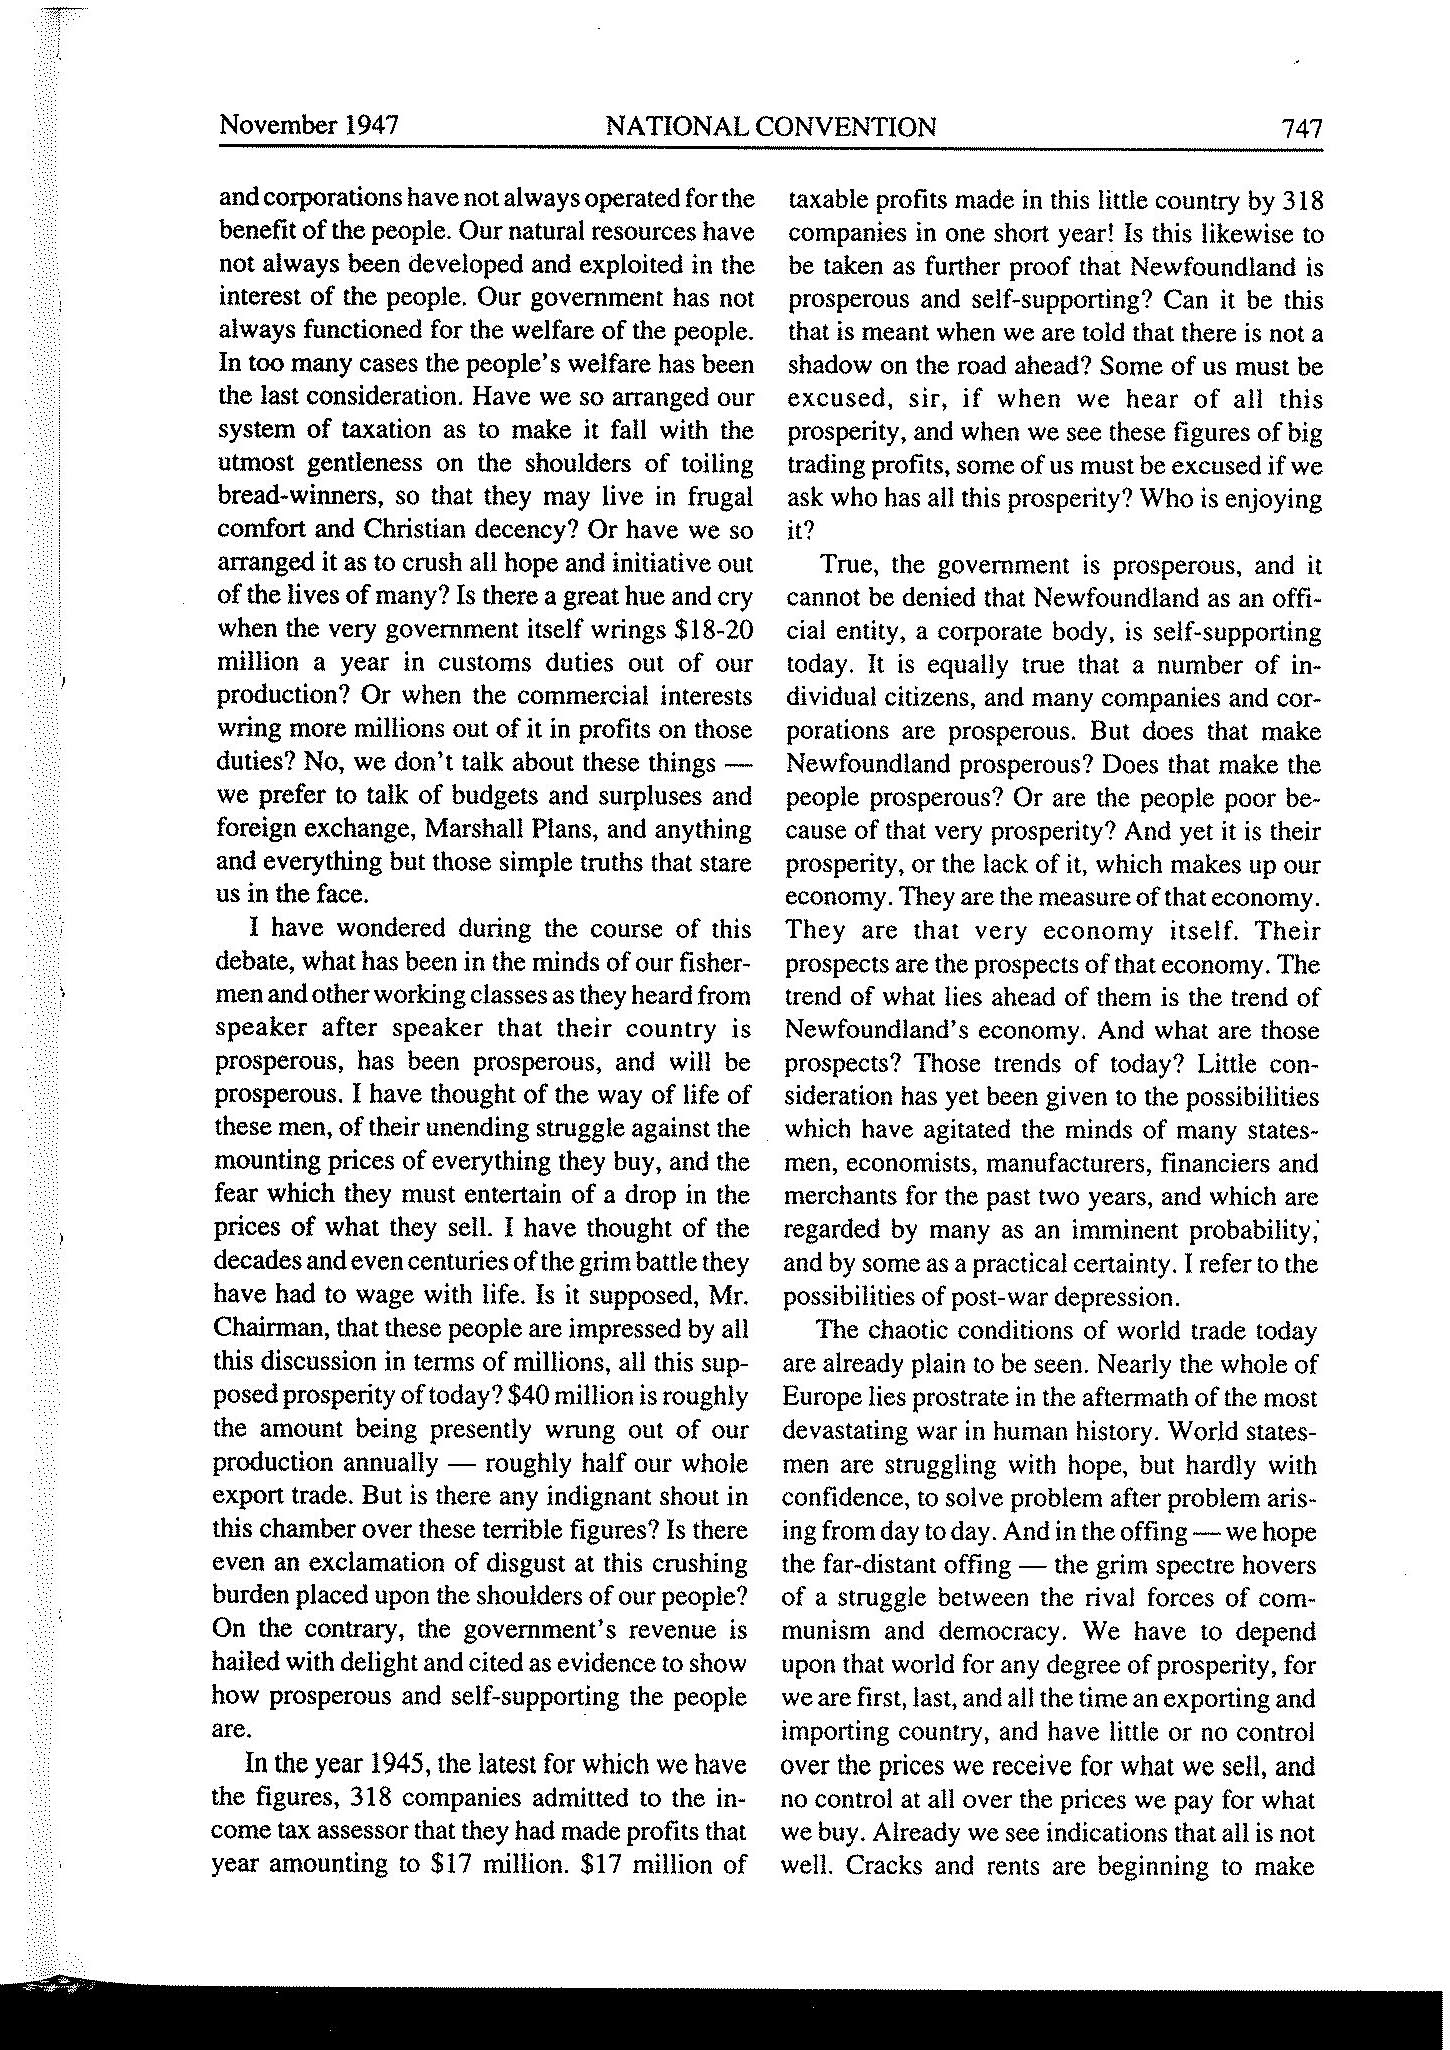 November 1947 NATIONAL CONVENTION 747
and corporations have not always operated for the
benefit of the people. Our natural resources have
not always been developed and exploited in the
interest of the people. Our government has not
always functioned for the welfare of the people.
In too many cases the people's welfare has been
the last consideration. Have we so arranged our
system of taxation as to make it fall with the
utmost gentleness on the shoulders of toiling
bread-winners, so that they may live in frugal
comfort and Christian decency? Or have we so
arranged it as to crush all hope and initiative out
of the lives of many? Is there a great hue and cry
when the very government itself wrings $18-20
million a year in customs duties out of our
production? Or when the commercial interests
wring more millions out of it in profits on those
duties? No, we don't talk about these things —
we prefer to talk of budgets and surpluses and
foreign exchange, Marshall Plans, and anything
and everything but those simple truths that stare
us in the face.
I have wondered during the course of this
debate, what has been in the minds of our fisher-
men and other working classes as they heard from
speaker after speaker that their country is
prosperous, has been prosperous, and will be
prosperous. I have thought of the way of life of
these men, of their unending struggle against the
mounting prices of everything they buy, and the
fear which they must entertain of a drop in the
prices of what they sell. I have thought of the
decades and even centuries of the grim battle they
have had to wage with life. Is it supposed, Mr.
Chairman, that these people are impressed by all
this discussion in terms of millions, all this sup-
posed prosperity of today? $40 million is roughly
the amount being presently wrung out of our
production annually — roughly half our whole
export trade. But is there any indignant shout in
this chamber over these terrible figures? Is there
even an exclamation of disgust at this crushing
burden placed upon the shoulders of our people?
On the contrary, the government's revenue is
hailed with delight and cited as evidence to show
how prosperous and self-supporting the people
are.
In the year 1945, the latest for which we have
the figures, 318 companies admitted to the in-
come tax assessor that they had made profits that
year amounting to $17 million. $17 million of
taxable profits made in this little country by 318
companies in one short year! Is this likewise to
be taken as further proof that Newfoundland is
prosperous and self-supporting? Can it be this
that is meant when we are told that there is not a
shadow on the road ahead? Some of us must be
excused, sir, if when we hear of all this
prosperity, and when we see these figures of big
trading profits, some of us must be excused if we
ask who has all this prosperity? Who is enjoying
it?
True, the government is prosperous, and it
cannot be denied that Newfoundland as an offi-
cial entity, a corporate body, is self-supporting
today. It is equally true that a number of in-
dividual citizens, and many companies and cor-
porations are prosperous. But does that make
Newfoundland prosperous? Does that make the
people prosperous? Or are the people poor be-
cause of that very prosperity? And yet it is their
prosperity, or the lack of it, which makes up our
economy. They are the measure of that economy.
They are that very economy itself. Their
prospects are the prospects of that economy. The
trend of what lies ahead of them is the trend of
Newfoundland's economy. And what are those
prospects? Those trends of today? Little con-
sideration has yet been given to the possibilities
which have agitated the minds of many states-
men, economists, manufacturers, financiers and
merchants for the past two years, and which are
regarded by many as an imminent probability,
and by some as a practical certainty. I refer to the
possibilities of post-war depression.
The chaotic conditions of world trade today
are already plain to be seen. Nearly the whole of
Europe lies prostrate in the aftermath of the most
devastating war in human history. World states-
men are struggling with hope, but hardly with
confidence, to solve problem after problem aris-
ing from day to day. And in the offing — we hope
the far-distant offing — the grim spectre hovers
of a struggle between the rival forces of com-
munism and democracy. We have to depend
upon that world for any degree of prosperity, for
we are first, last, and all the time an exporting and
importing country, and have little or no control
over the prices we receive for what we sell, and
no control at all over the prices we pay for what
we buy. Already we see indications that all is not
well. Cracks and rents are beginning to make